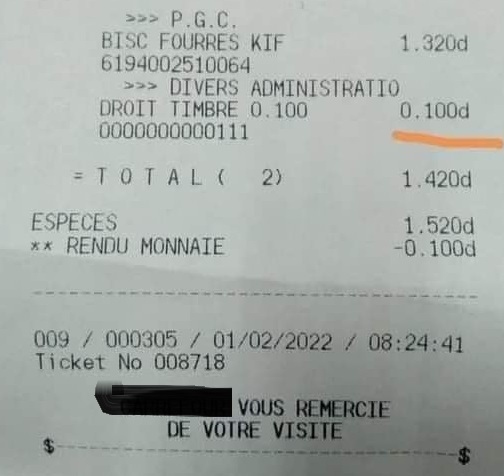 >>> P.G.C.
BISC FOURRES KIF 1.320d
6194002510064
>>> DIVERS ADMINISTRATIO
DROIT TIMBRE 0.100 0.100d
0000000000111
= T O T A L ( 2) 1.420d
ESPECES 1.520d
** RENDU MONNAIE -0.100d
009 / 000305 / 01/02/2022 / 08:24:41
Ticket No 008718
VOUS REMERCIE
DE VOTRE VISITE
$ $